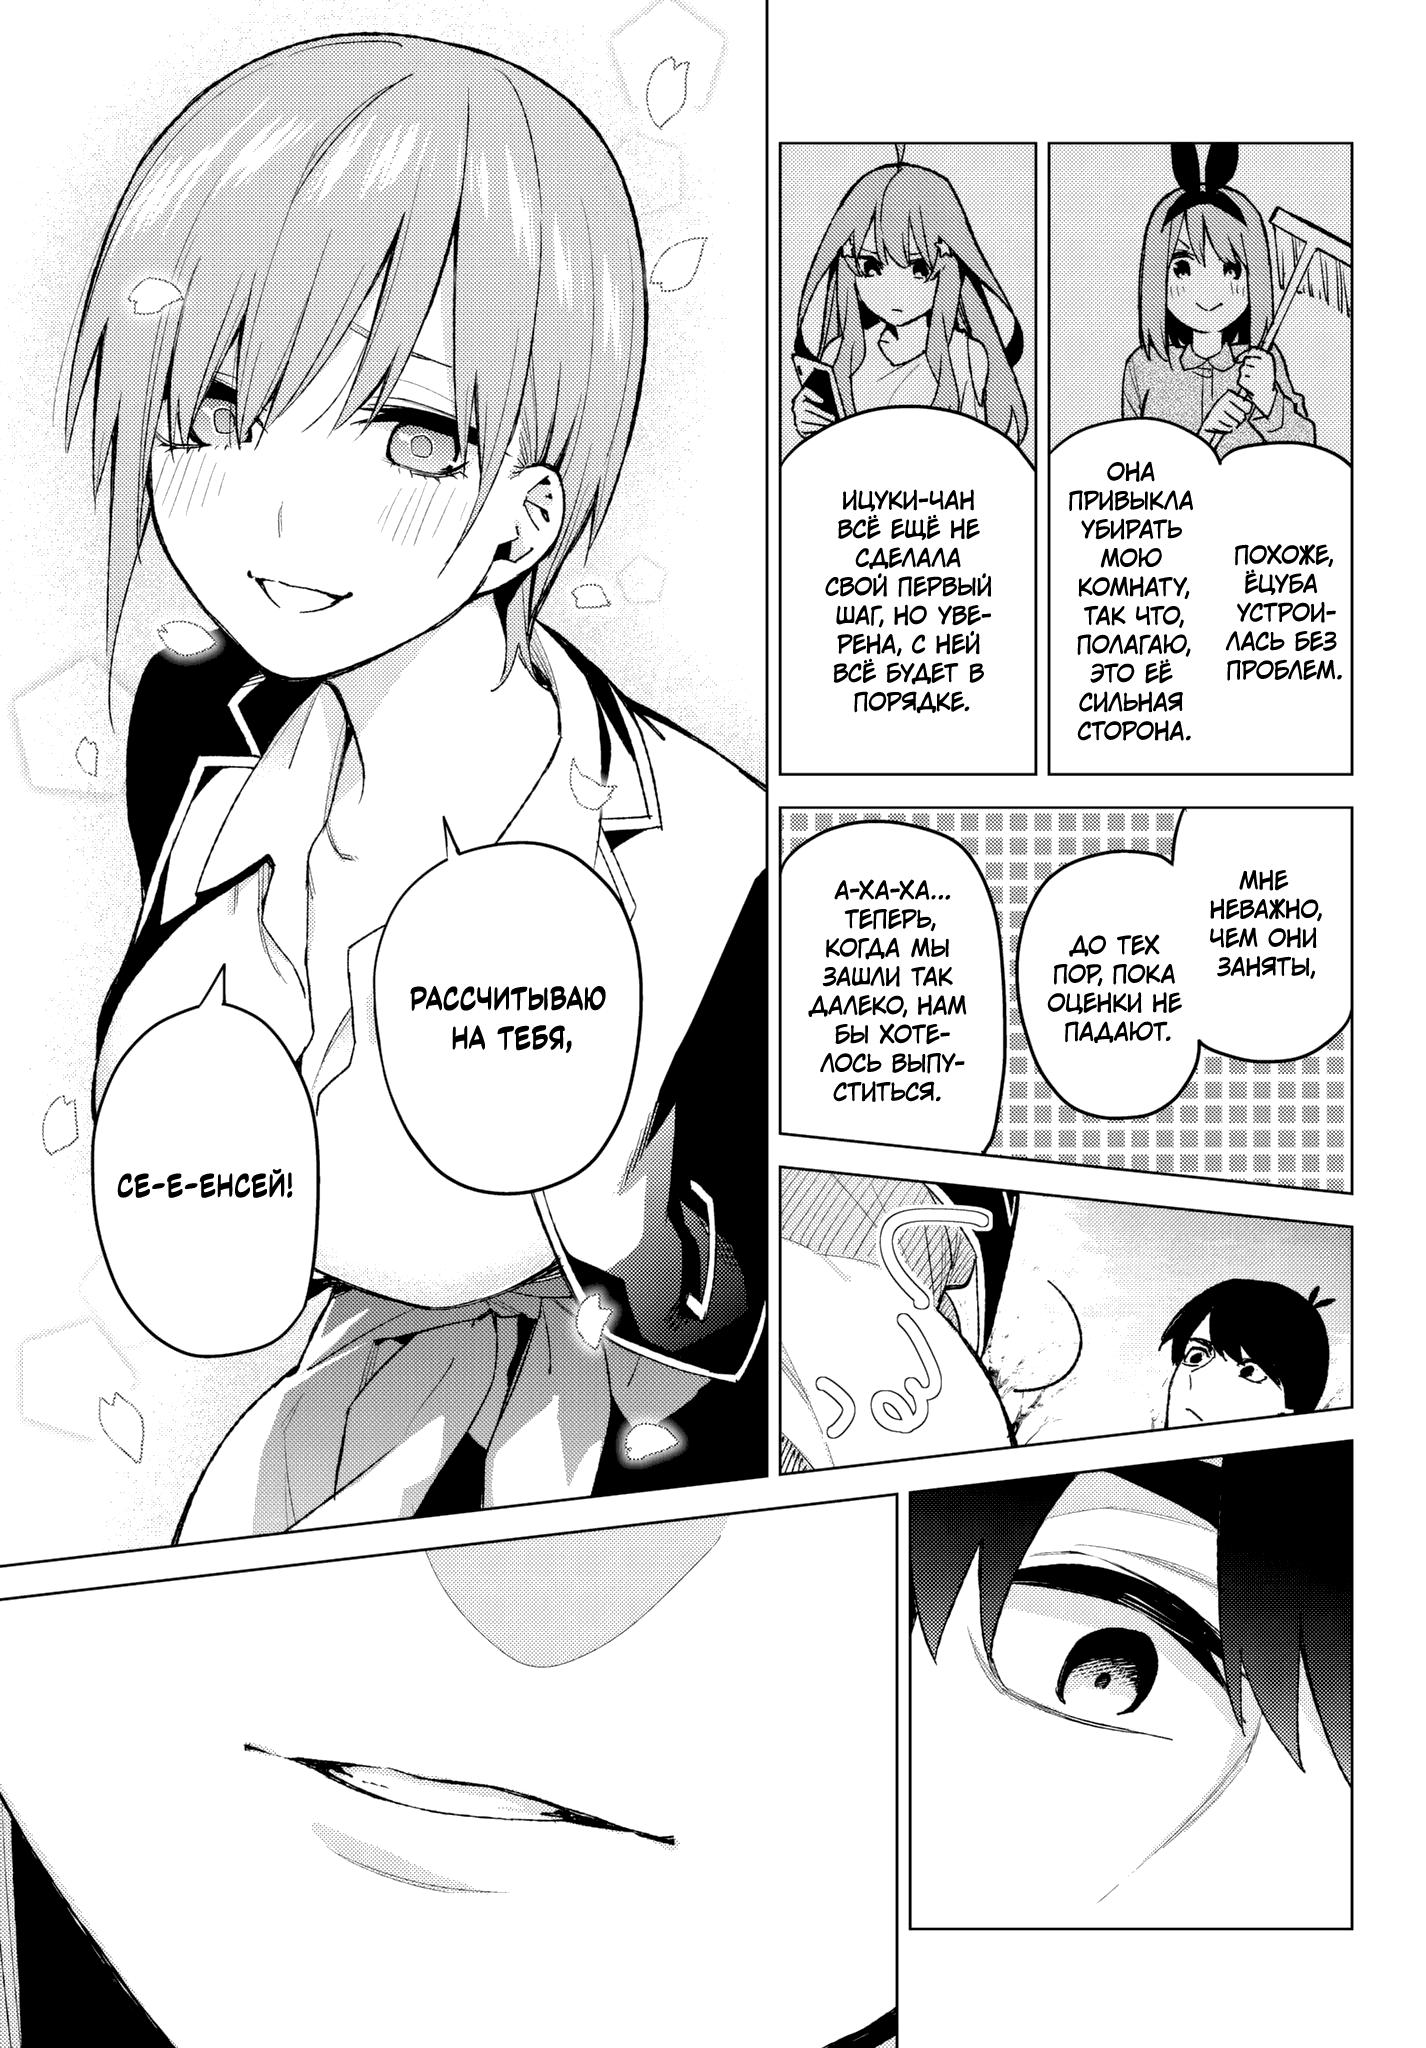 ПОХОЖЕ,
ЁЦУБА
УСТРОИ-
ЛАСЬ БЕЗ
ПРОБЛЕМ.
ОНА
ПРИВЫКЛА
УБИРАТЬ
МОЮ
КОМНАТУ,
ТАК ЧТО,
ПОЛАГАЮ,
ЭТО ЕЁ
СИЛЬНАЯ
СТОРОНА.
ИЦУКИ-ЧАН
ВСЁ ЕЩЁ НЕ
СДЕЛАЛА
СВОЙ ПЕРВЫЙ
ШАГ, НО УВЕ-
РЕНА, С НЕЙ
ВСЁ БУДЕТ В
ПОРЯДКЕ.
МНЕ
НЕВАЖНО,
ЧЕМ ОНИ
ЗАНЯТЫ,
ДО ТЕХ
ПОР, ПОКА
ОЦЕНКИ НЕ
ПАДАЮТ.
А-ХА-ХА...
ТЕПЕРЬ,
КОГДА МЫ
ЗАШЛИ ТАК
ДАЛЕКО, НАМ
БЫ ХОТЕ-
ЛОСЬ ВЫПУ-
СТИТЬСЯ.
РАССЧИТЫВАЮ
НА ТЕБЯ,
СЕ-Е-ЕНСЕЙ!